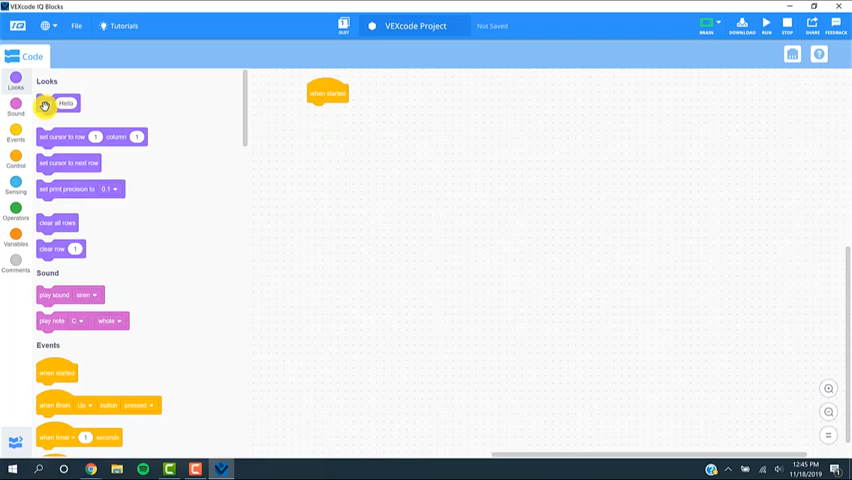 VEXcode IQ Blocks
IQ File Tutorials 1 SLOT VEXcode Project Not Saved BRAIN DOWNLOAD RUN STOP SHARE FEEDBACK
Code
Looks
Sound
Events
Control
Sensing
Operators
Variables
Comments
Looks
Hello
set cursor to row 1 column 1
set cursor to next row
set print precision to 0.1
clear all rows
clear row 1
Sound
play sound siren
play note C whole
Events
when started
when Brain Up button pressed
when timer > 1 seconds
when started
12:45 PM
11/18/2019